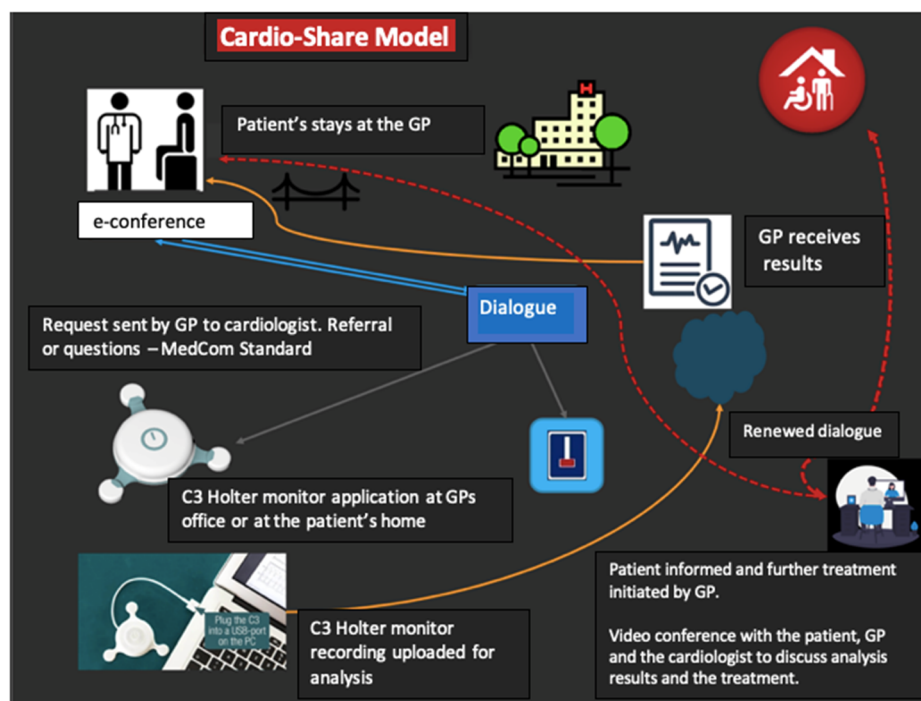 Cardio-Share Model
H
Patient's stays at the GP
e-conference
GP receives
results
Dialogue
Request sent by GP to cardiologist. Referral
or questions – MedCom Standard
Renewed dialogue
C3 Holter monitor application at GPs
office or at the patient's home
Plug the C3
into a USB-port
on the PC
C3 Holter monitor
recording uploaded for
analysis
Patient informed and further treatment
initiated by GP.
Video conference with the patient, GP
and the cardiologist to discuss analysis
results and the treatment.